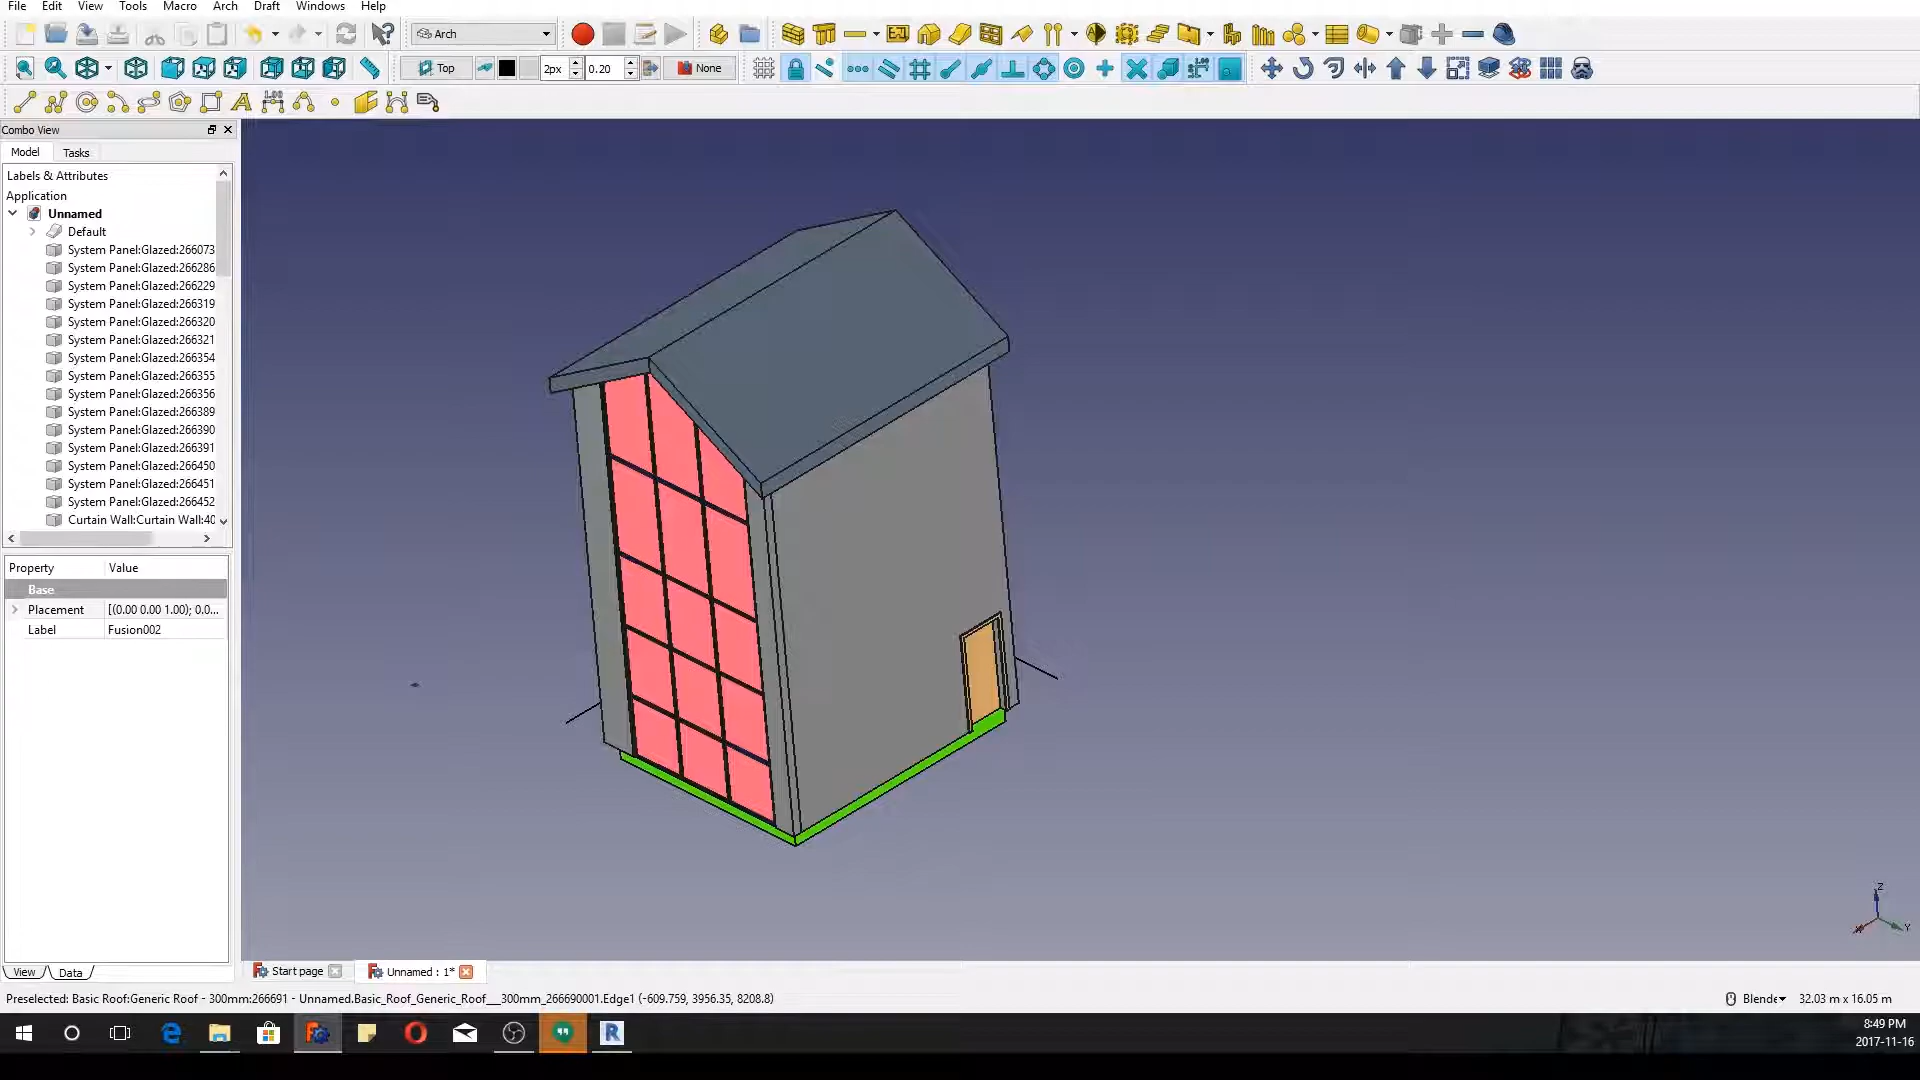 File Edit View Tools Macro Arch Draft Windows Help
Arch
Top 2px 0.20 None
1.00
Combo View
Model Tasks
Labels & Attributes
Application
Unnamed
Default
System Panel:Glazed:266073
System Panel:Glazed:266286
System Panel:Glazed:266229
System Panel:Glazed:266319
System Panel:Glazed:266320
System Panel:Glazed:266321
System Panel:Glazed:266354
System Panel:Glazed:266355
System Panel:Glazed:266356
System Panel:Glazed:266389
System Panel:Glazed:266390
System Panel:Glazed:266391
System Panel:Glazed:266450
System Panel:Glazed:266451
System Panel:Glazed:266452
Curtain Wall:Curtain Wall:40
Property Value
Base
Placement [(0.00 0.00 1.00); 0.0...
Label Fusion002
Z
X Y
View Data
Start page Unnamed : 1*
Preselected: Basic Roof:Generic Roof - 300mm:266691 - Unnamed.Basic_Roof_Generic_Roof___300mm_266690001.Edge1 (-609.759, 3956.35, 8208.8)
Blende 32.03 m x 16.05 m
8:49 PM
2017-11-16